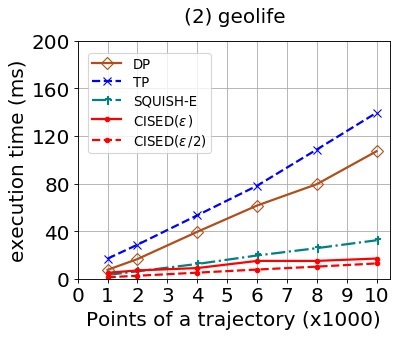 (2) geolife
execution time (ms)
200
160
120
80
40
0
DP
TP
SQUISH-E
CISED(ε)
CISED(ε/2)
0 1 2 3 4 5 6 7 8 9 10
Points of a trajectory (x1000)